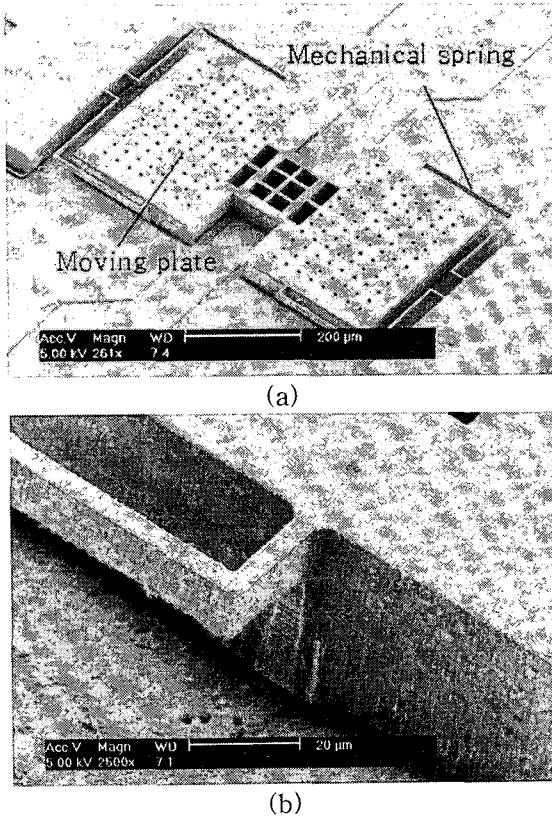 Mechanical spring
Moving plate
Acc.V Magn WD 200 μm
5.00 kV 261x 7.4
(a)
Acc.V Magn WD 20 μm
5.00 kV 2500x 7.1
(b)